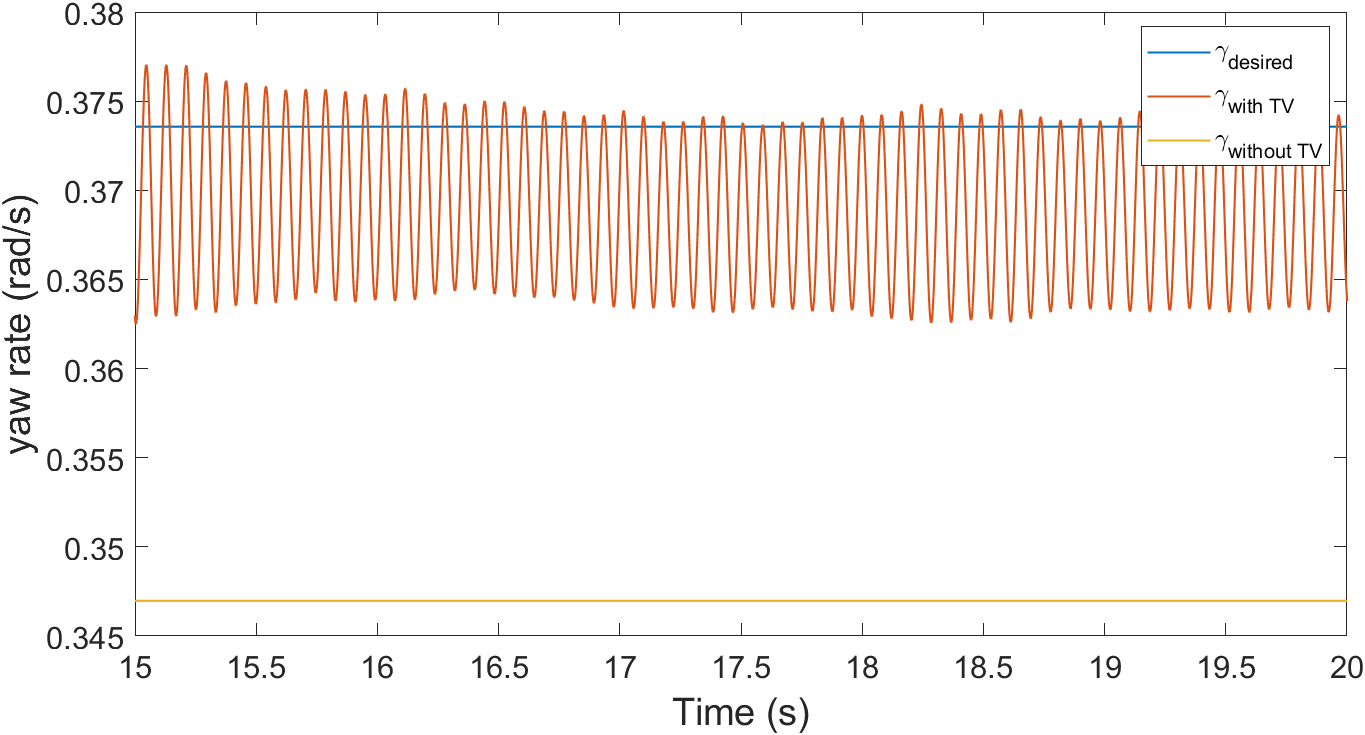 0.38
0.375
0.37
0.365
0.36
0.355
0.35
0.345
yaw rate (rad/s)
γdesired
γwith TV
γwithout TV
15 15.5 16 16.5 17 17.5 18 18.5 19 19.5 20
Time (s)